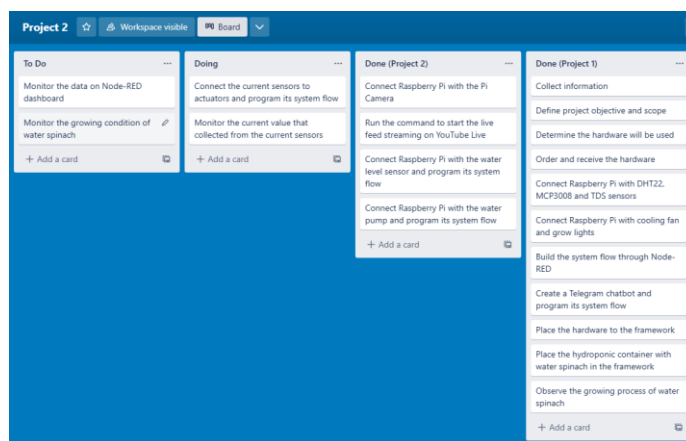 Project 2
Workspace visible
Board
To Do
Monitor the data on Node-RED
dashboard
Monitor the growing condition of
water spinach
+ Add a card
Doing
Connect the current sensors to
actuators and program its system flow
Monitor the current value that
collected from the current sensors
+ Add a card
Done (Project 2)
Connect Raspberry Pi with the Pi
Camera
Run the command to start the live
feed streaming on YouTube Live
Connect Raspberry Pi with the water
level sensor and program its system
flow
Connect Raspberry Pi with the water
pump and program its system flow
+ Add a card
Done (Project 1)
Collect information
Define project objective and scope
Determine the hardware will be used
Order and receive the hardware
Connect Raspberry Pi with DHT22,
MCP3008 and TDS sensors
Connect Raspberry Pi with cooling fan
and grow lights
Build the system flow through Node-
RED
Create a Telegram chatbot and
program its system flow
Place the hardware to the framework
Place the hydroponic container with
water spinach in the framework
Observe the growing process of water
spinach
+ Add a card